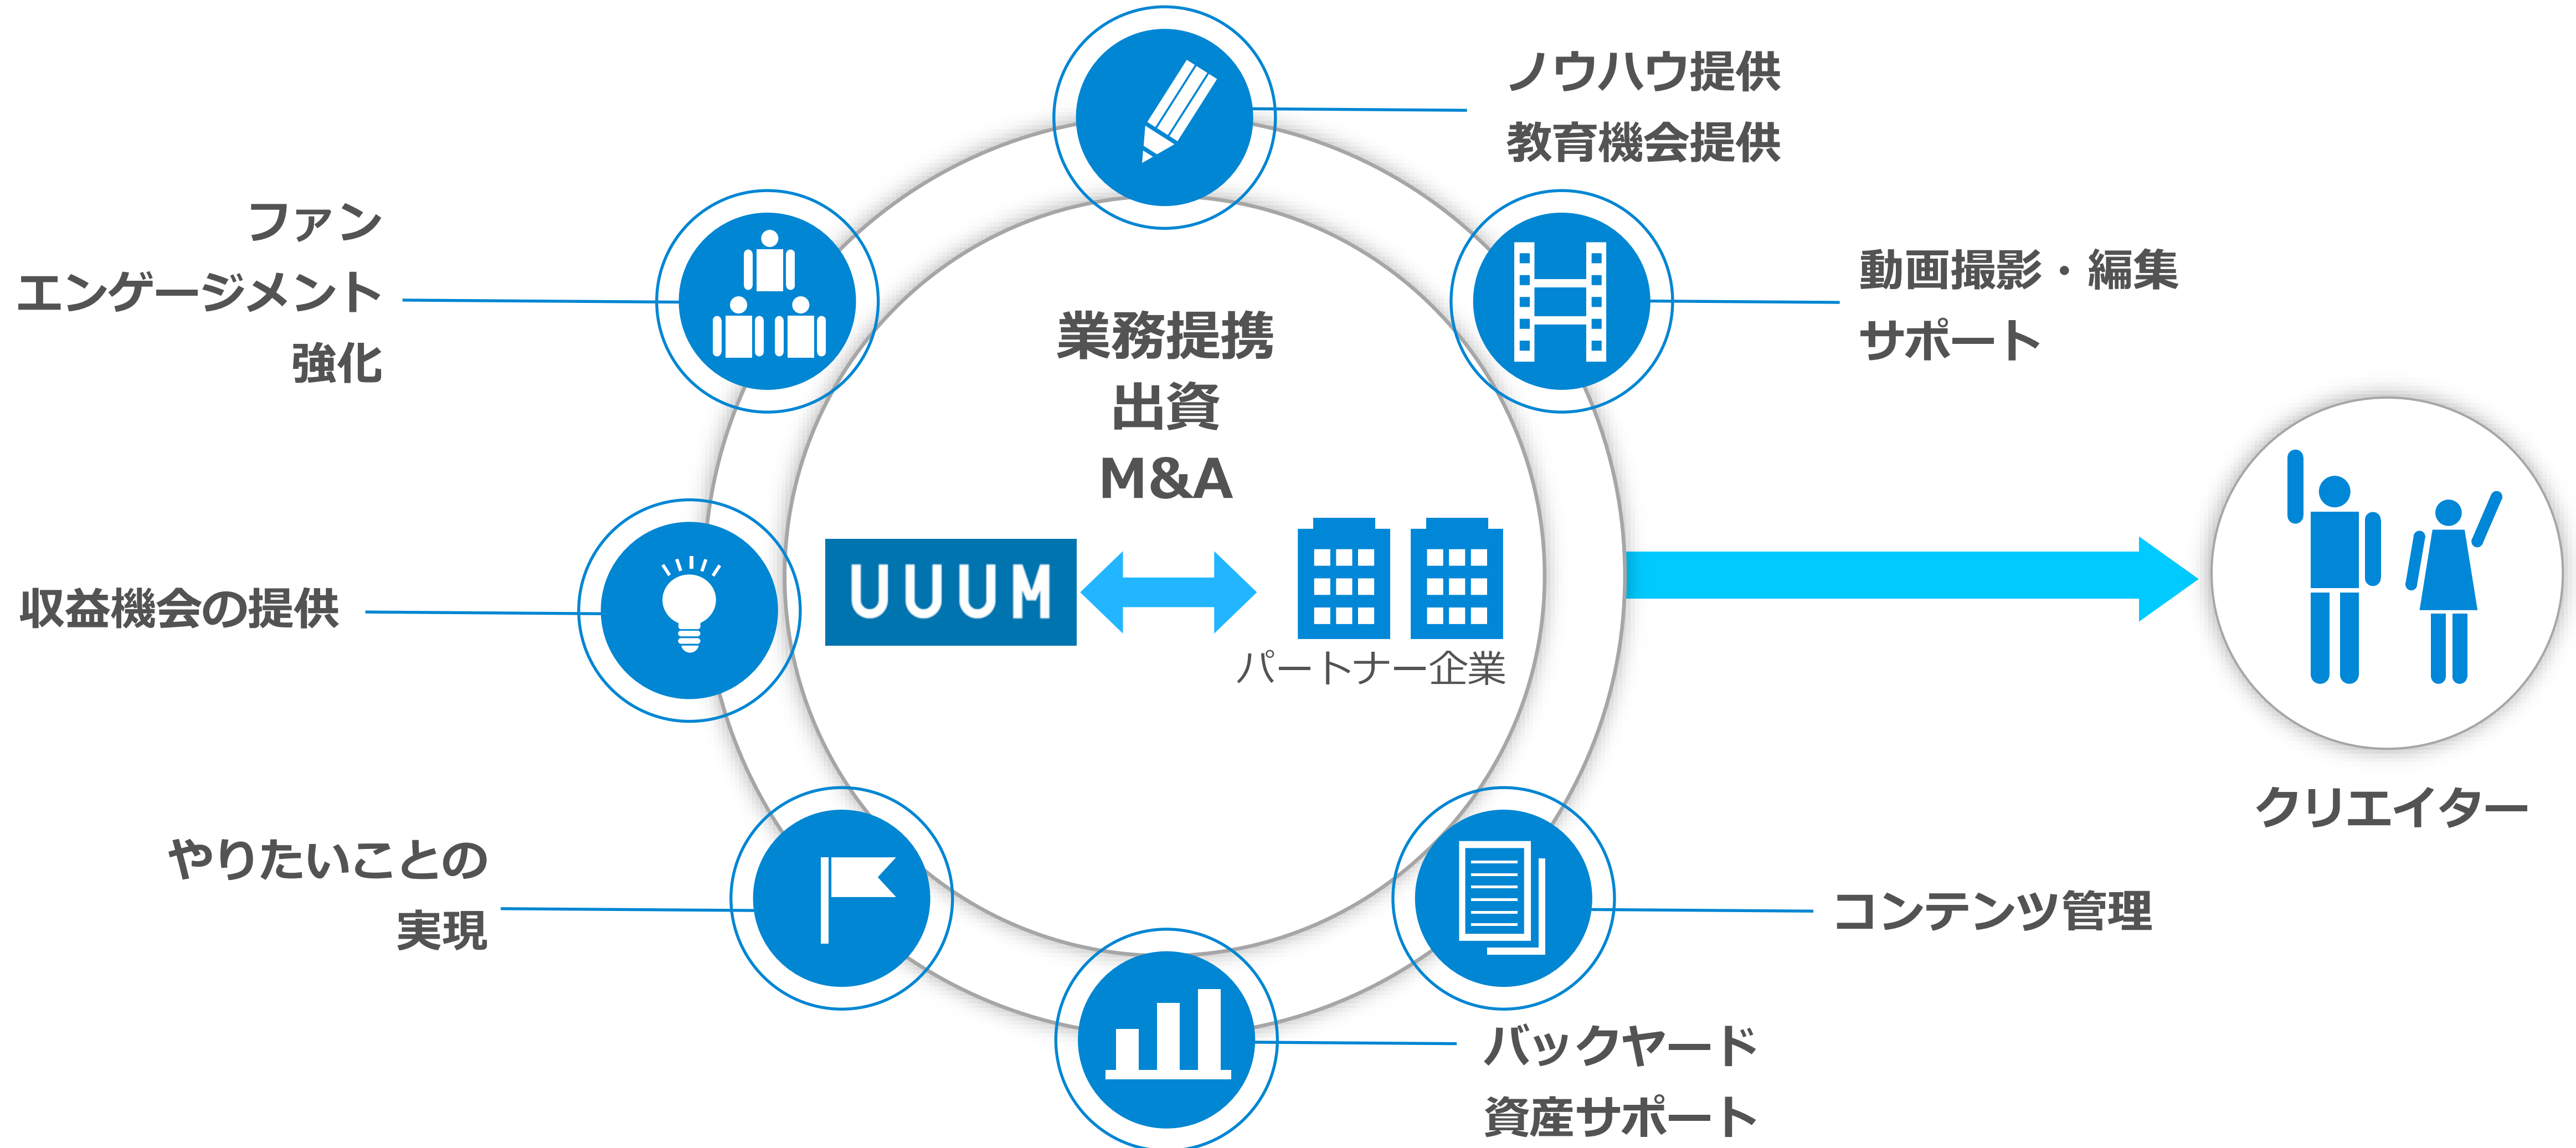 ノウハウ提供
教育機会提供
ファン
エンゲージメント
強化
動画撮影・編集
サポート
業務提携
出資
M&A
UUUM
パートナー企業
収益機会の提供
クリエイター
やりたいことの
実現
コンテンツ管理
バックヤード
資産サポート